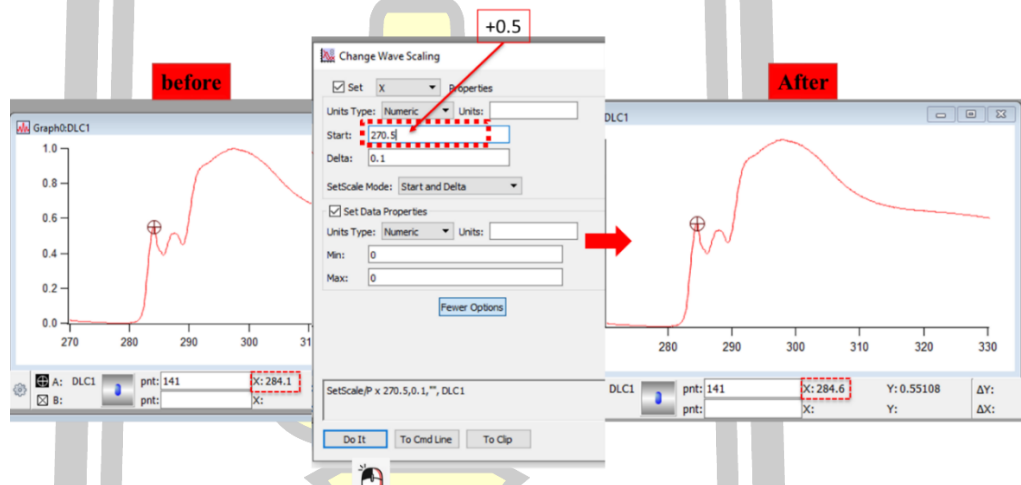 +0.5
before
Graph0:DLC1
1.0
0.8
0.6
0.4
0.2
0.0
270 280 290 300 31
A: DLC1 pnt: 141 X: 284.1
B: pnt: X:
Change Wave Scaling
Set X Properties
Units Type: Numeric Units:
Start: 270.5
Delta: 0.1
SetScale Mode: Start and Delta
Set Data Properties
Units Type: Numeric Units:
Min: 0
Max: 0
Fewer Options
SetScale/P x 270.5,0.1,"", DLC1
Do It To Cmd Line To Clip
After
DLC1
280 290 300 310 320 330
DLC1 pnt: 141 X: 284.6 Y: 0.55108 ΔY:
pnt: X: Y: ΔX: